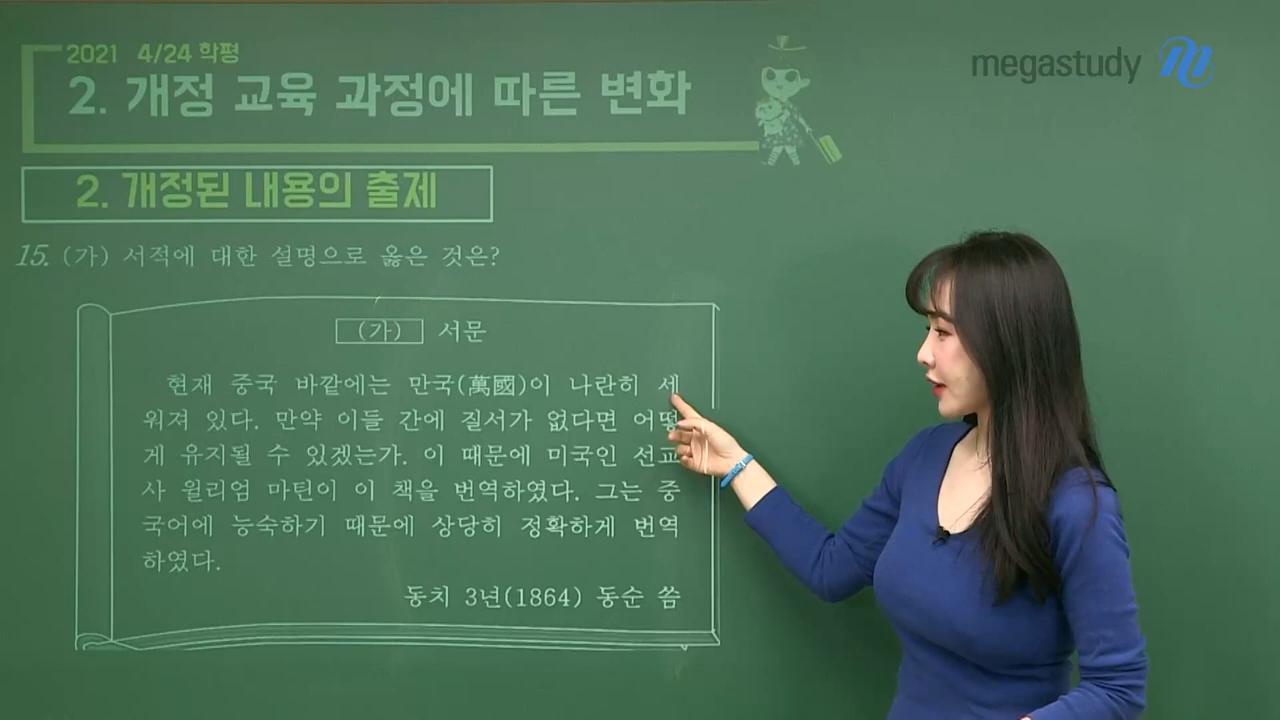 2021 4/24 학평
2. 개정 교육 과정에 따른 변화
megastudy
2. 개정된 내용의 출제
15. (가) 서적에 대한 설명으로 옳은 것은?
(가) 서문
현재 중국 바깥에는 만국(萬國)이 나란히 세
워져 있다. 만약 이들 간에 질서가 없다면 어떻
게 유지될 수 있겠는가. 이 때문에 미국인 선교
사 윌리엄 마틴이 이 책을 번역하였다. 그는 중
국어에 능숙하기 때문에 상당히 정확하게 번역
하였다.
동치 3년(1864) 동순 씀